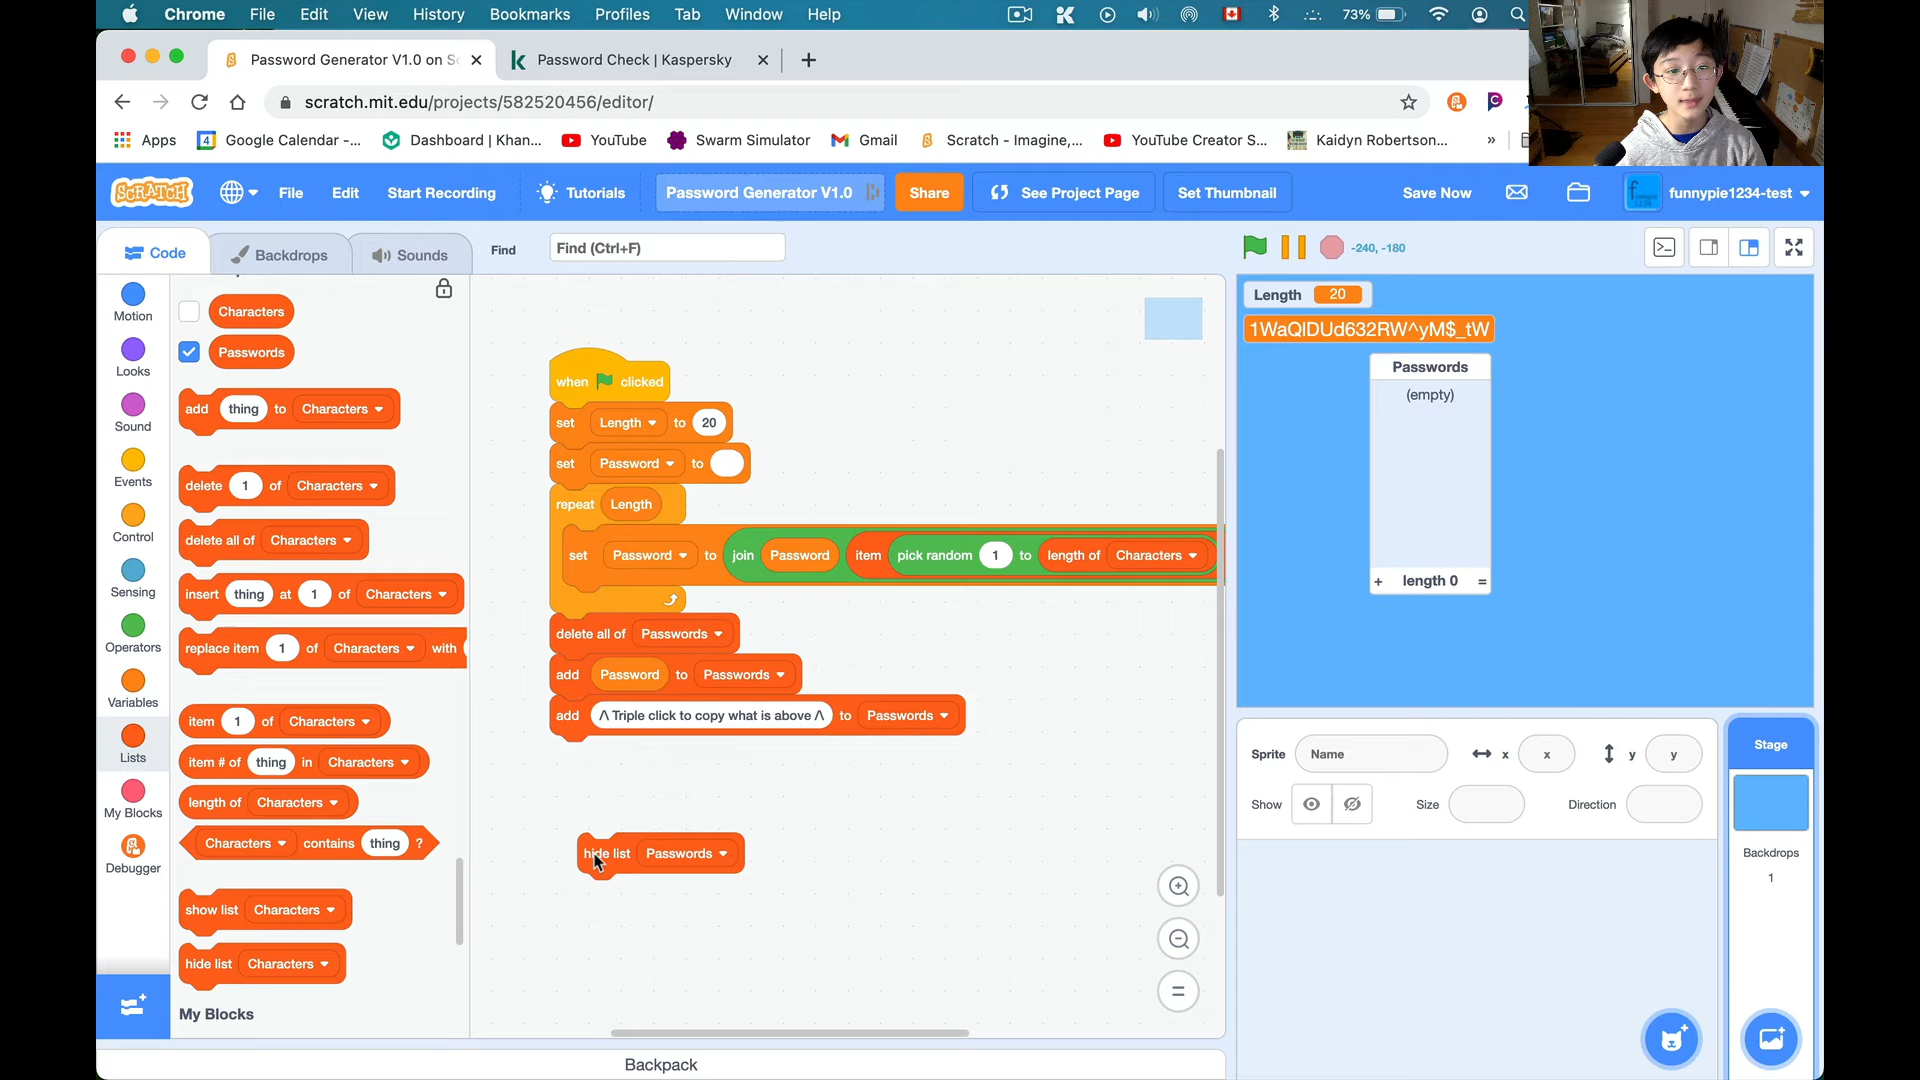 Chrome File Edit View History Bookmarks Profiles Tab Window Help 73%
Password Generator V1.0 on Sc Password Check | Kaspersky
scratch.mit.edu/projects/582520456/editor/
Apps Google Calendar -... Dashboard | Khan... YouTube Swarm Simulator Gmail Scratch - Imagine,... YouTube Creator S... Kaidyn Robertson... »
SCRATCH File Edit Start Recording Tutorials Password Generator V1.0 Share See Project Page Set Thumbnail Save Now funnypie1234-test
Code Backdrops Sounds Find Find (Ctrl+F) -240, -180
Motion
Looks
Sound
Events
Control
Sensing
Operators
Variables
Lists
My Blocks
Debugger
Characters
Passwords
add thing to Characters
delete 1 of Characters
delete all of Characters
insert thing at 1 of Characters
replace item 1 of Characters with
item 1 of Characters
item # of thing in Characters
length of Characters
Characters contains thing ?
show list Characters
hide list Characters
My Blocks
when clicked
set Length to 20
set Password to
repeat Length
set Password to join Password item pick random 1 to length of Characters
delete all of Passwords
add Password to Passwords
add /\ Triple click to copy what is above /\ to Passwords
hide list Passwords
Backpack
Length 20
1WaQlDUd632RW^yM$_tW
Passwords
(empty)
+ length 0 =
Sprite Name x x y y
Show Size Direction
Stage
Backdrops
1